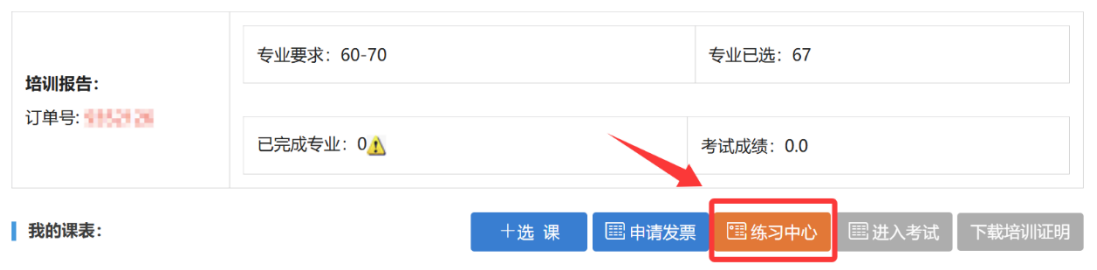 专业要求：60-70
专业已选：67
培训报告：
订单号:
已完成专业：0
考试成绩：0.0
我的课表：
+选 课
申请发票
练习中心
进入考试
下载培训证明